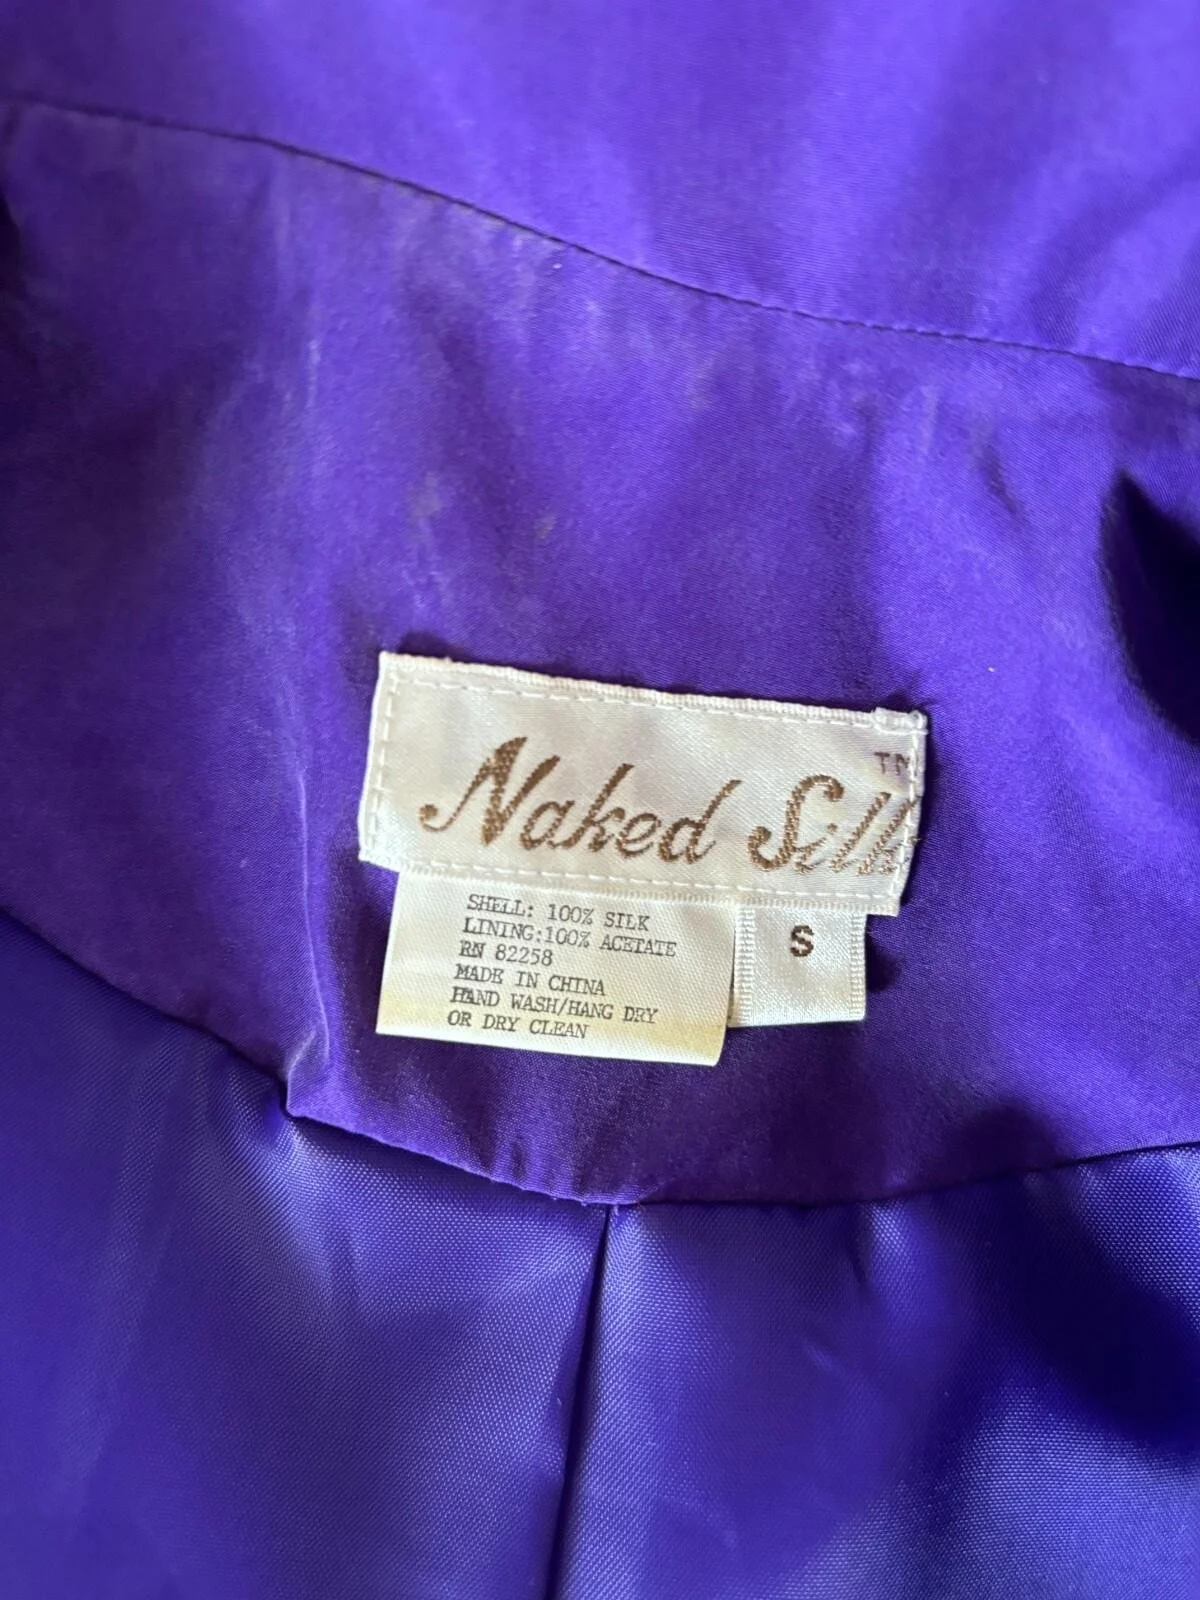 Naked Silk ™
SHELL: 100% SILK
LINING:100% ACETATE
RN 82258
MADE IN CHINA
HAND WASH/HANG DRY
OR DRY CLEAN
S